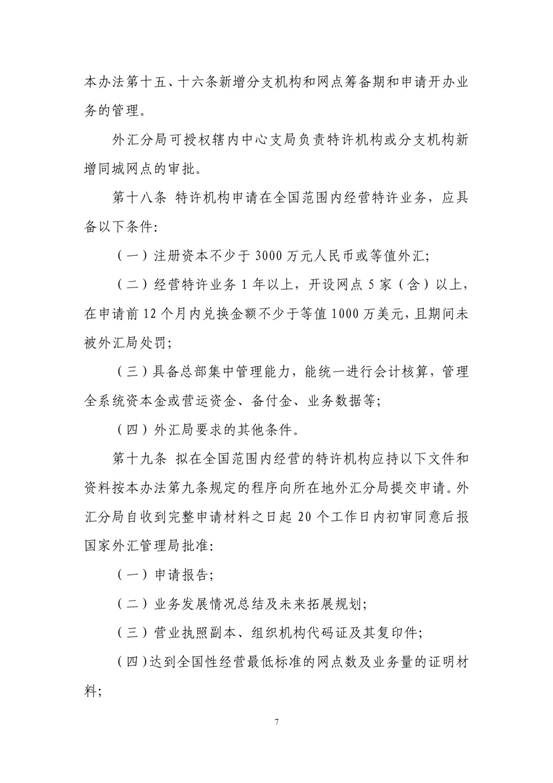 本办法第十五、十六条新增分支机构和网点筹备期和申请开办业
务的管理。
外汇分局可授权辖内中心支局负责特许机构或分支机构新
增同城网点的审批。
第十八条 特许机构申请在全国范围内经营特许业务，应具
备以下条件：
（一）注册资本不少于 3000 万元人民币或等值外汇；
（二）经营特许业务 1 年以上，开设网点 5 家（含）以上，
在申请前 12 个月内兑换金额不少于等值 1000 万美元，且期间未
被外汇局处罚；
（三）具备总部集中管理能力，能统一进行会计核算，管理
全系统资本金或营运资金、备付金、业务数据等；
（四）外汇局要求的其他条件。
第十九条 拟在全国范围内经营的特许机构应持以下文件和
资料按本办法第九条规定的程序向所在地外汇分局提交申请。外
汇分局自收到完整申请材料之日起 20 个工作日内初审同意后报
国家外汇管理局批准：
（一）申请报告；
（二）业务发展情况总结及未来拓展规划；
（三）营业执照副本、组织机构代码证及其复印件；
（四）达到全国性经营最低标准的网点数及业务量的证明材
料；
7